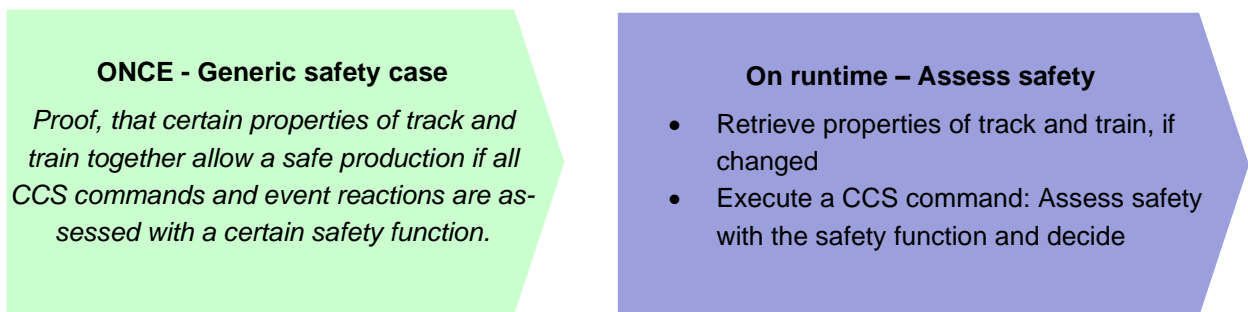 ONCE - Generic safety case
Proof, that certain properties of track and
train together allow a safe production if all
CCS commands and event reactions are as-
sessed with a certain safety function.
On runtime – Assess safety
• Retrieve properties of track and train, if
changed
• Execute a CCS command: Assess safety
with the safety function and decide